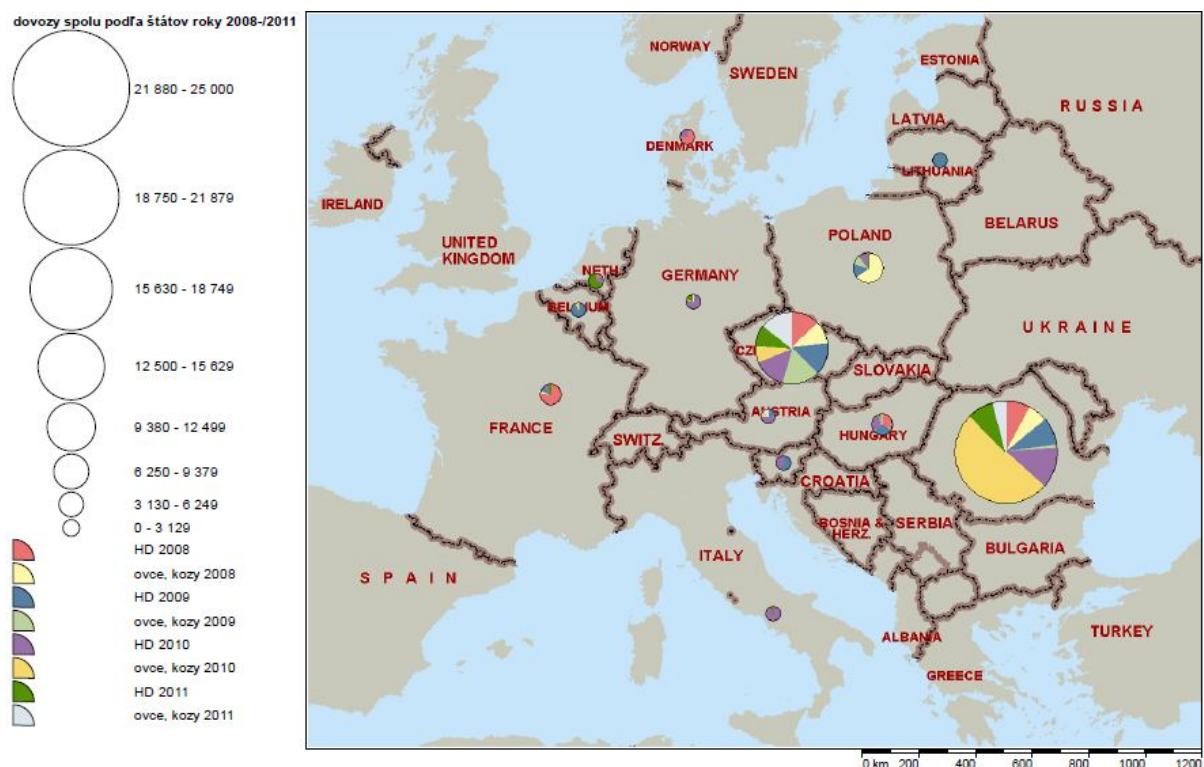 dovozy spolu podľa štátov roky 2008-/2011
21 880 - 25 000
18 750 - 21 879
15 630 - 18 749
12 500 - 15 629
9 380 - 12 499
6 250 - 9 379
3 130 - 6 249
0 - 3 129
HD 2008
ovce, kozy 2008
HD 2009
ovce, kozy 2009
HD 2010
ovce, kozy 2010
HD 2011
ovce, kozy 2011
NORWAY
SWEDEN
ESTONIA
RUSSIA
LATVIA
DENMARK
LITHUANIA
IRELAND
BELARUS
UNITED
KINGDOM
POLAND
NETH.
GERMANY
BELGIUM
UKRAINE
CZ
SLOVAKIA
AUSTRIA
FRANCE
SWITZ.
HUNGARY
CROATIA
BOSNIA &
HERZ.
SERBIA
ITALY
BULGARIA
SPAIN
ALBANIA
TURKEY
GREECE
0 km 200 400 600 800 1000 1200